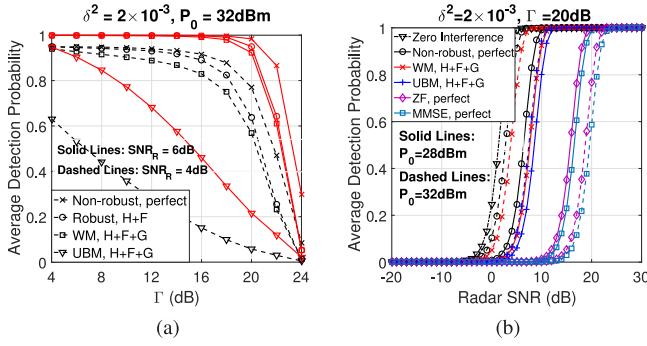 δ² = 2×10⁻³, P₀ = 32dBm
Average Detection Probability
1
0.8
0.6
0.4
0.2
0
Solid Lines: SNR_R = 6dB
Dashed Lines: SNR_R = 4dB
Non-robust, perfect
Robust, H+F
WM, H+F+G
UBM, H+F+G
4
8
12
16
20
24
Γ (dB)
(a)
δ²=2×10⁻³, Γ=20dB
Average Detection Probability
1
0.8
0.6
0.4
0.2
0
Zero Interference
Non-robust, perfect
WM, H+F+G
UBM, H+F+G
ZF, perfect
MMSE, perfect
Solid Lines:
P₀=28dBm
Dashed Lines:
P₀=32dBm
-20
-10
0
10
20
30
Radar SNR (dB)
(b)